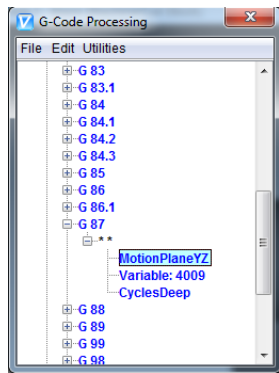 G-Code Processing
File Edit Utilities
G 83
G 83.1
G 84
G 84.1
G 84.2
G 84.3
G 85
G 86
G 86.1
G 87
* *
MotionPlaneYZ
Variable: 4009
CyclesDeep
G 88
G 89
G 99
G 98